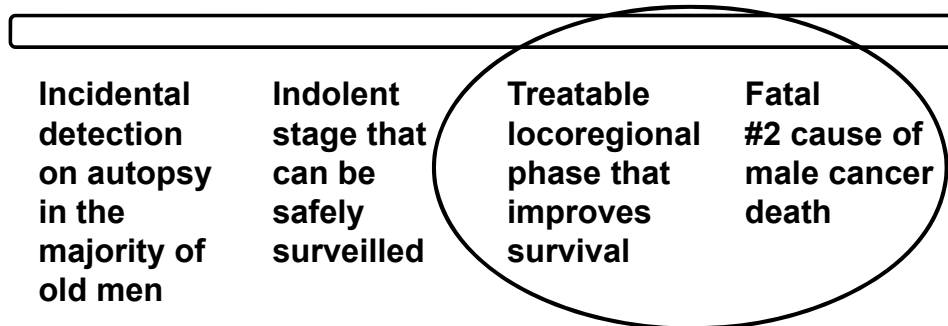 Incidental
detection
on autopsy
in the
majority of
old men
Indolent
stage that
can be
safely
surveilled
Treatable
locoregional
phase that
improves
survival
Fatal
#2 cause of
male cancer
death